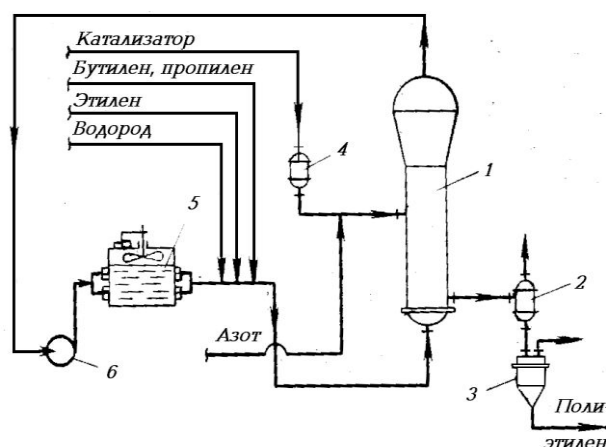 Катализатор
Бутилен, пропилен
Этилен
Водород
4
1
5
2
Азот
6
3
Поли-
этилен